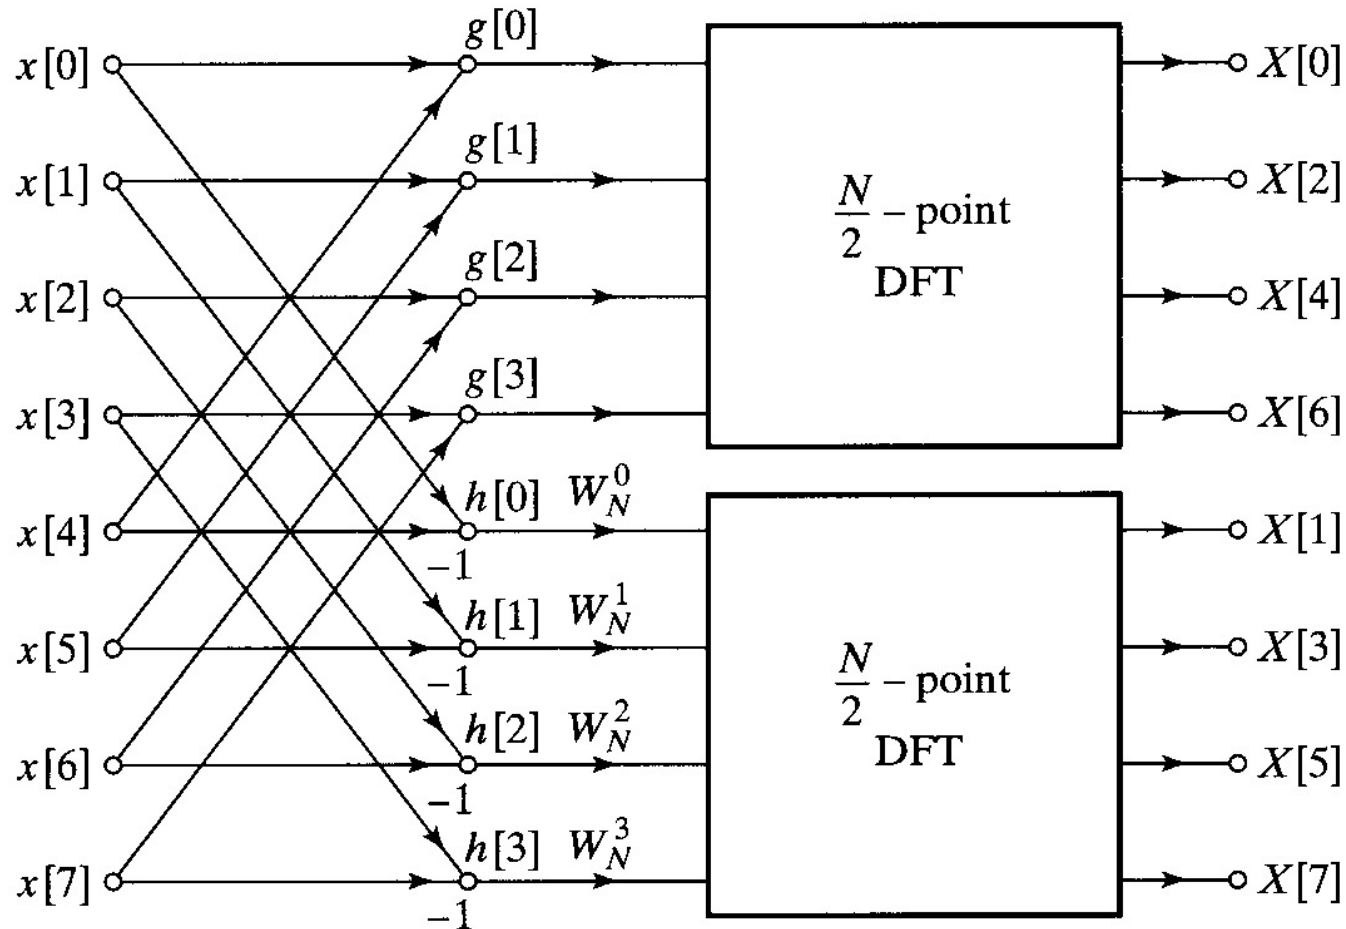 g[0]
x[0] X[0]
g[1]
x[1] X[2]
N/2 – point
DFT
g[2]
x[2] X[4]
g[3]
x[3] X[6]
h[0] W_N^0
x[4] X[1]
–1
h[1] W_N^1
x[5] X[3]
–1
N/2 – point
DFT
h[2] W_N^2
x[6] X[5]
–1
h[3] W_N^3
x[7] X[7]
–1